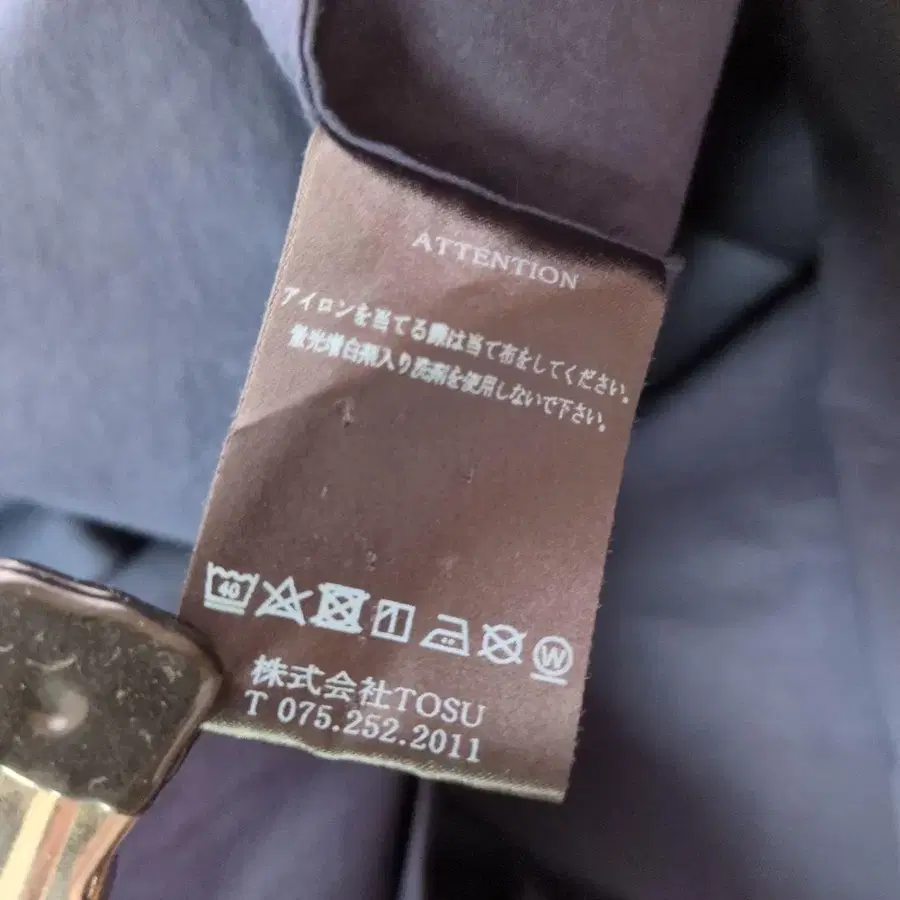 ATTENTION
アイロンを当てる際は当て布をしてください。
蛍光増白剤入り洗剤を使用しないで下さい。
40
W
株式会社TOSU
T 075.252.2011